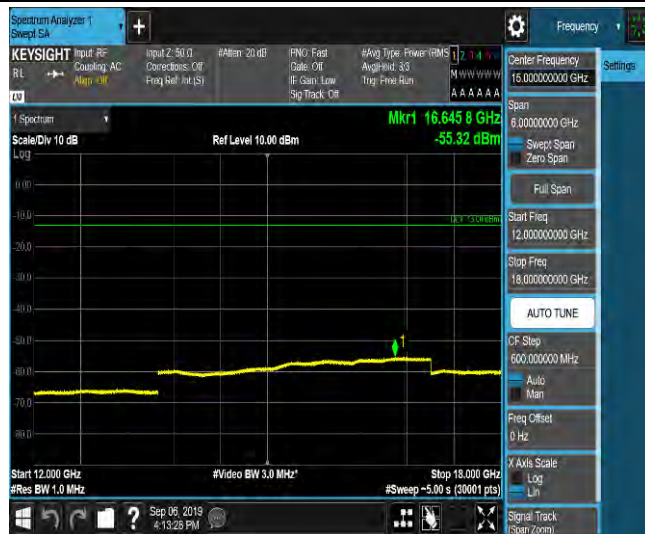 Spectrum Analyzer 1
Swept SA
Frequency
KEYSIGHT
RL
Input: RF
Coupling: AC
Align: Off
Input Z: 50 Ω
Corrections: Off
Freq Ref: Int (S)
#Atten: 20 dB
PNO: Fast
Gate: Off
IF Gain: Low
Sig Track: Off
#Avg Type: Power (RMS
Avg|Hold: 3/3
Trig: Free Run
M W W W W W
A A A A A A
1 Spectrum
Scale/Div 10 dB
Log
Ref Level 10.00 dBm
Mkr1 16.645 8 GHz
-55.32 dBm
0.00
-10.0
-20.0
-30.0
-40.0
-50.0
-60.0
-70.0
-80.0
1
Start 12.000 GHz
#Res BW 1.0 MHz
#Video BW 3.0 MHz*
Stop 18.000 GHz
#Sweep ~5.00 s (30001 pts)
Sep 06, 2019
4:13:28 PM
Center Frequency
15.000000000 GHz
Settings
Span
6.00000000 GHz
Swept Span
Zero Span
Full Span
Start Freq
12.000000000 GHz
Stop Freq
18.000000000 GHz
AUTO TUNE
CF Step
600.000000 MHz
Auto
Man
Freq Offset
0 Hz
X Axis Scale
Log
Lin
Signal Track
(Span Zoom)